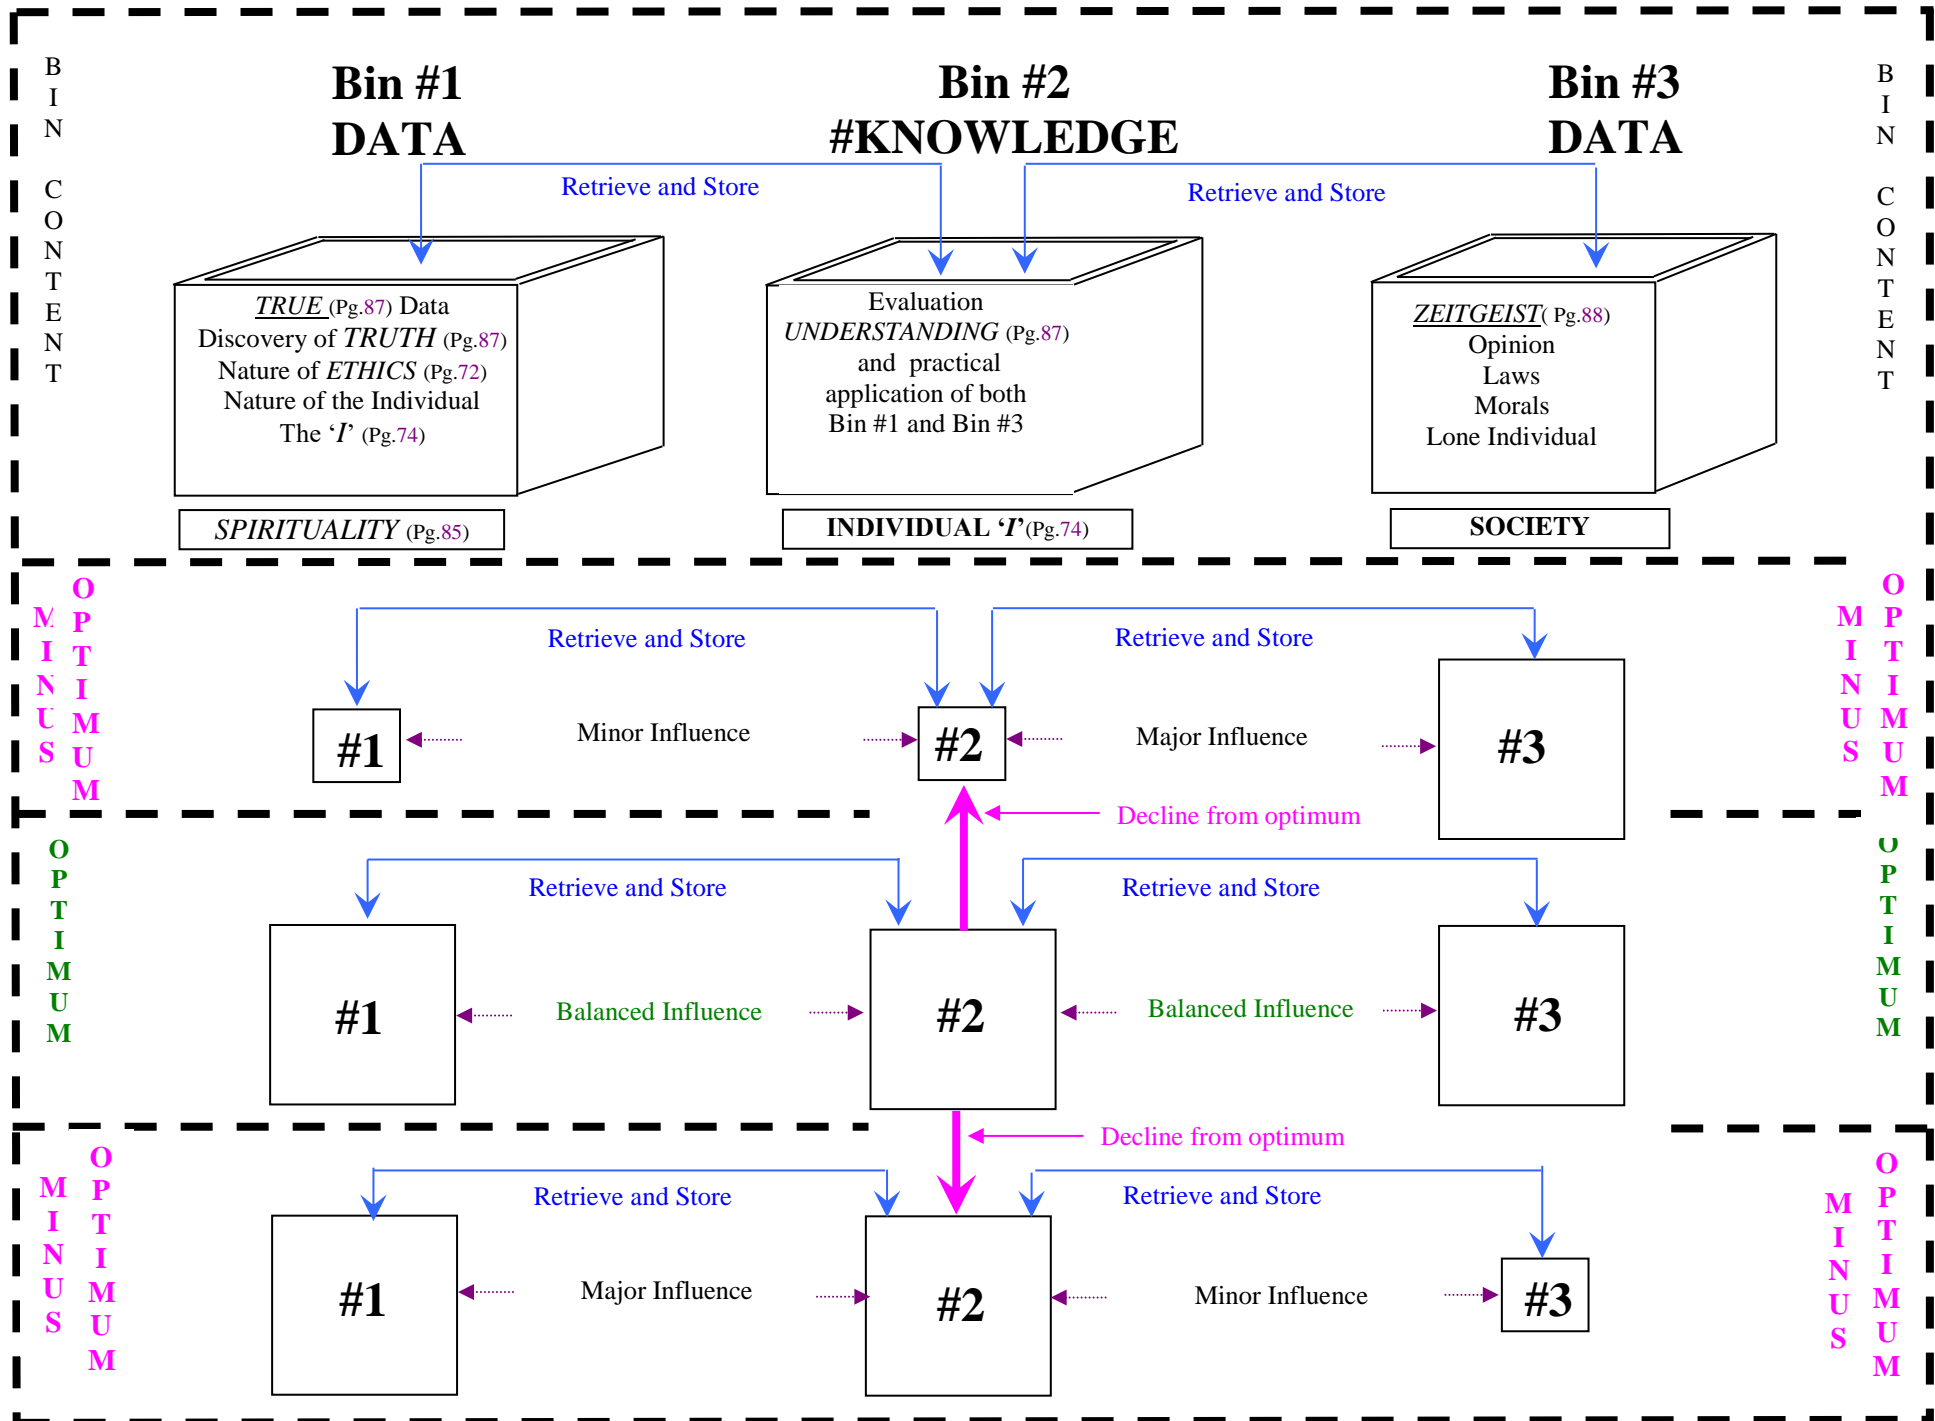 BIN CONTENT
Bin #1
DATA
Bin #2
#KNOWLEDGE
Bin #3
DATA
BIN CONTENT
Retrieve and Store
Retrieve and Store
TRUE (Pg.87) Data
Discovery of TRUTH (Pg.87)
Nature of ETHICS (Pg.72)
Nature of the Individual
The ‘I’ (Pg.74)
Evaluation
UNDERSTANDING (Pg.87)
and practical
application of both
Bin #1 and Bin #3
ZEITGEIST( Pg.88)
Opinion
Laws
Morals
Lone Individual
SPIRITUALITY (Pg.85)
INDIVIDUAL ‘I’(Pg.74)
SOCIETY
MINUS
OPTIMUM
Retrieve and Store
Retrieve and Store
MINUS
OPTIMUM
#1
Minor Influence
#2
Major Influence
#3
Decline from optimum
OPTIMUM
Retrieve and Store
Retrieve and Store
OPTIMUM
#1
Balanced Influence
#2
Balanced Influence
#3
Decline from optimum
MINUS
OPTIMUM
Retrieve and Store
Retrieve and Store
MINUS
OPTIMUM
#1
Major Influence
#2
Minor Influence
#3